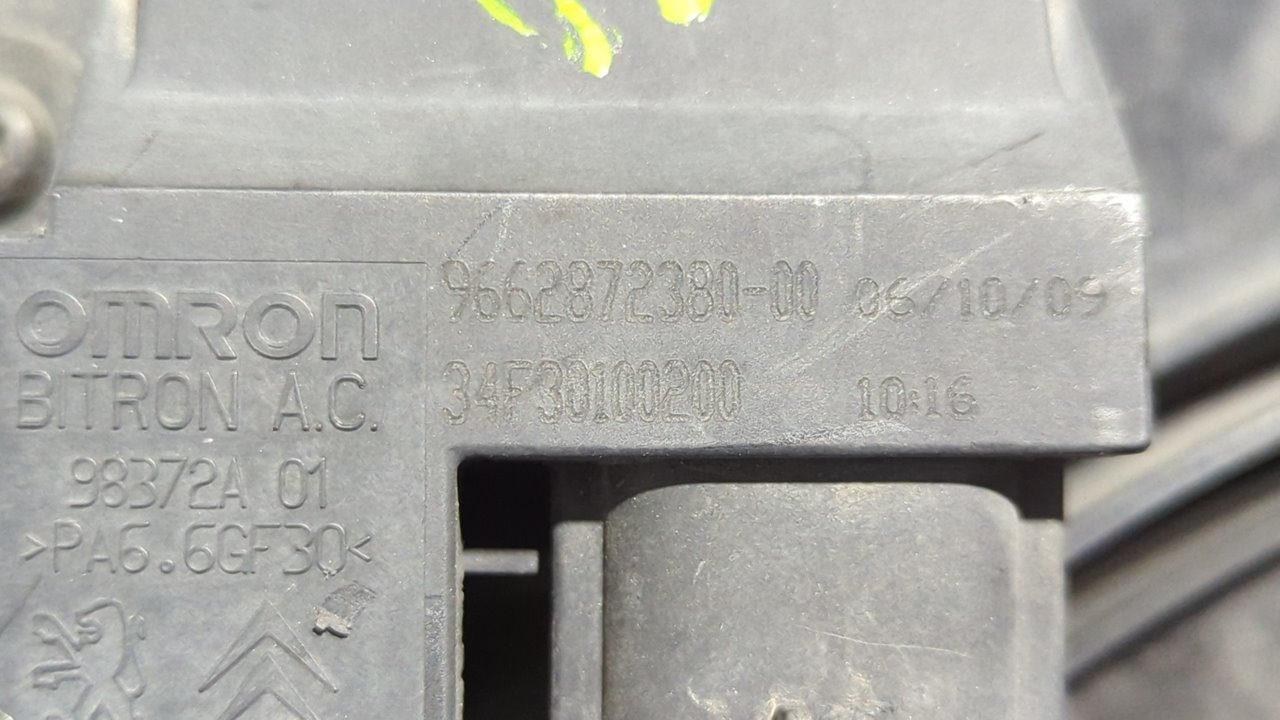 OMRON
BITRON A.C.
98372A 01
>PA6.6GF30<
9662872380-00 06/10/09
34F30100200 10:16